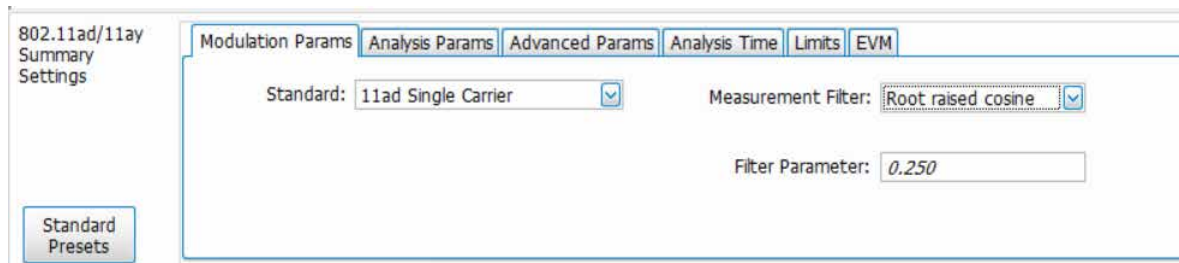 802.11ad/11ay
Summary
Settings
Modulation Params Analysis Params Advanced Params Analysis Time Limits EVM
Standard: 11ad Single Carrier Measurement Filter: Root raised cosine
Filter Parameter: 0.250
Standard
Presets